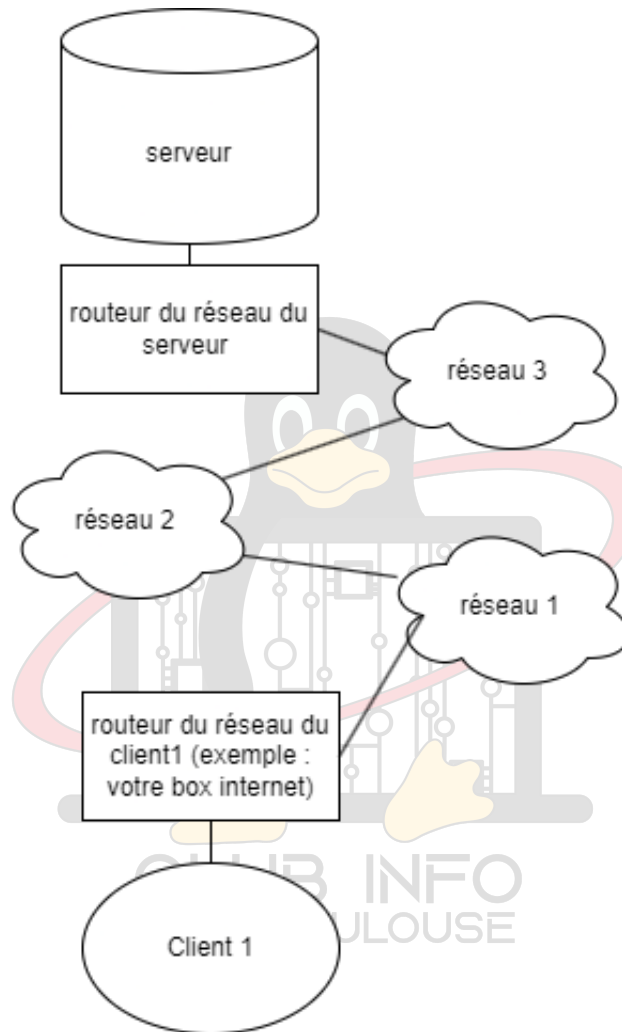 serveur
routeur du réseau du
serveur
réseau 3
réseau 2
réseau 1
routeur du réseau du
client1 (exemple :
votre box internet)
Client 1
INFO